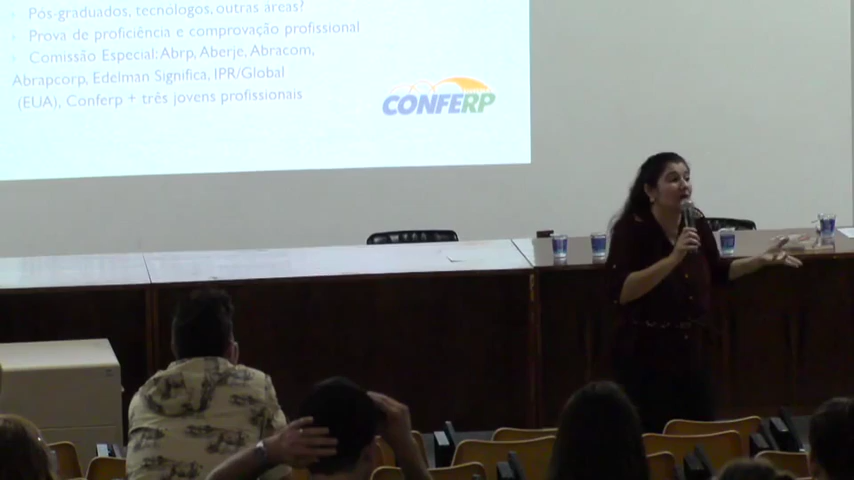 Pós-graduados, tecnologos, outras áreas?
Prova de proficiência e comprovação profissional
Comissão Especial: Abrp, Aberje, Abracom,
Abrapcorp, Edelman Significa, IPR/Global
(EUA), Conferp + três jovens profissionais
CONFERP